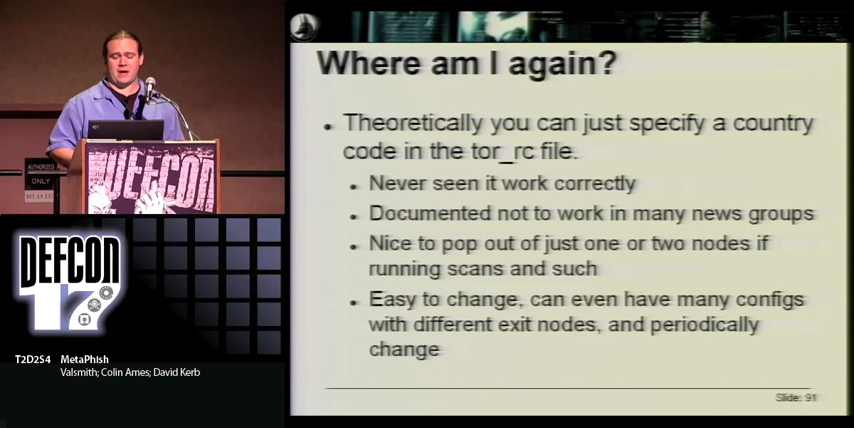 Where am I again?
• Theoretically you can just specify a country
code in the tor_rc file.
• Never seen it work correctly
• Documented not to work in many news groups
• Nice to pop out of just one or two nodes if
running scans and such
• Easy to change, can even have many configs
with different exit nodes, and periodically
change
Slide: 91
AUTHORIZED
ONLY
DEFCON
DEFCON
17
T2D2S4 MetaPhish
Valsmith; Colin Ames; David Kerb